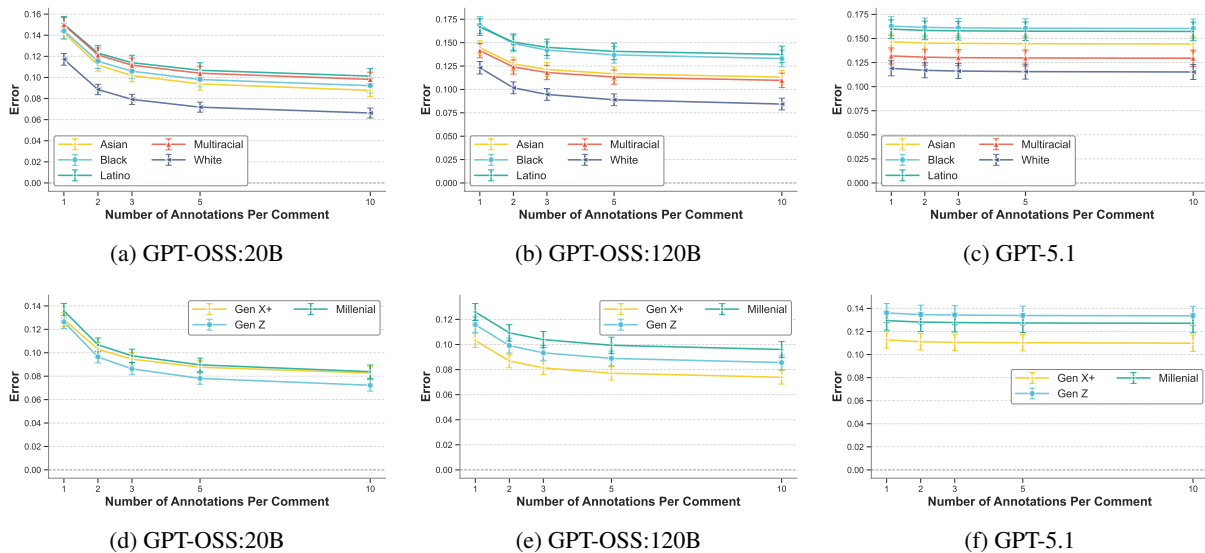 0.16
0.14
0.12
0.10
0.08
0.06
0.04
0.02
0.00
Error
Asian
Black
Latino
Multiracial
White
1 2 3 5 10
Number of Annotations Per Comment
(a) GPT-OSS:20B
0.175
0.150
0.125
0.100
0.075
0.050
0.025
0.000
Error
Asian
Black
Latino
Multiracial
White
1 2 3 5 10
Number of Annotations Per Comment
(b) GPT-OSS:120B
0.175
0.150
0.125
0.100
0.075
0.050
0.025
0.000
Error
Asian
Black
Latino
Multiracial
White
1 2 3 5 10
Number of Annotations Per Comment
(c) GPT-5.1
0.14
0.12
0.10
0.08
0.06
0.04
0.02
0.00
Error
Gen X+
Gen Z
Millenial
1 2 3 5 10
Number of Annotations Per Comment
(d) GPT-OSS:20B
0.12
0.10
0.08
0.06
0.04
0.02
0.00
Error
Gen X+
Gen Z
Millenial
1 2 3 5 10
Number of Annotations Per Comment
(e) GPT-OSS:120B
0.14
0.12
0.10
0.08
0.06
0.04
0.02
0.00
Error
Gen X+
Gen Z
Millenial
1 2 3 5 10
Number of Annotations Per Comment
(f) GPT-5.1